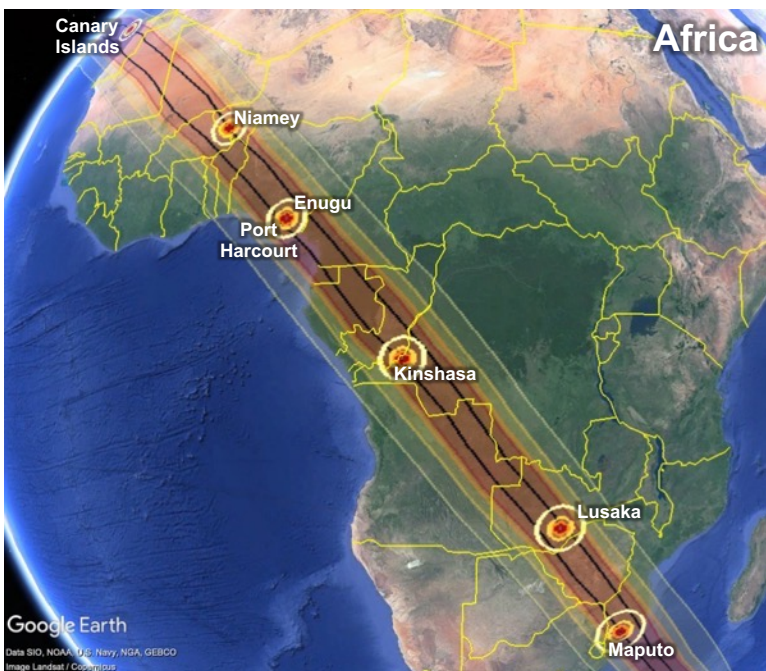 Canary
Islands
Africa
Niamey
Enugu
Port
Harcourt
Kinshasa
Lusaka
Maputo
Google Earth
Data SIO, NOAA, U.S. Navy, NGA, GEBCO
Image Landsat / Copernicus